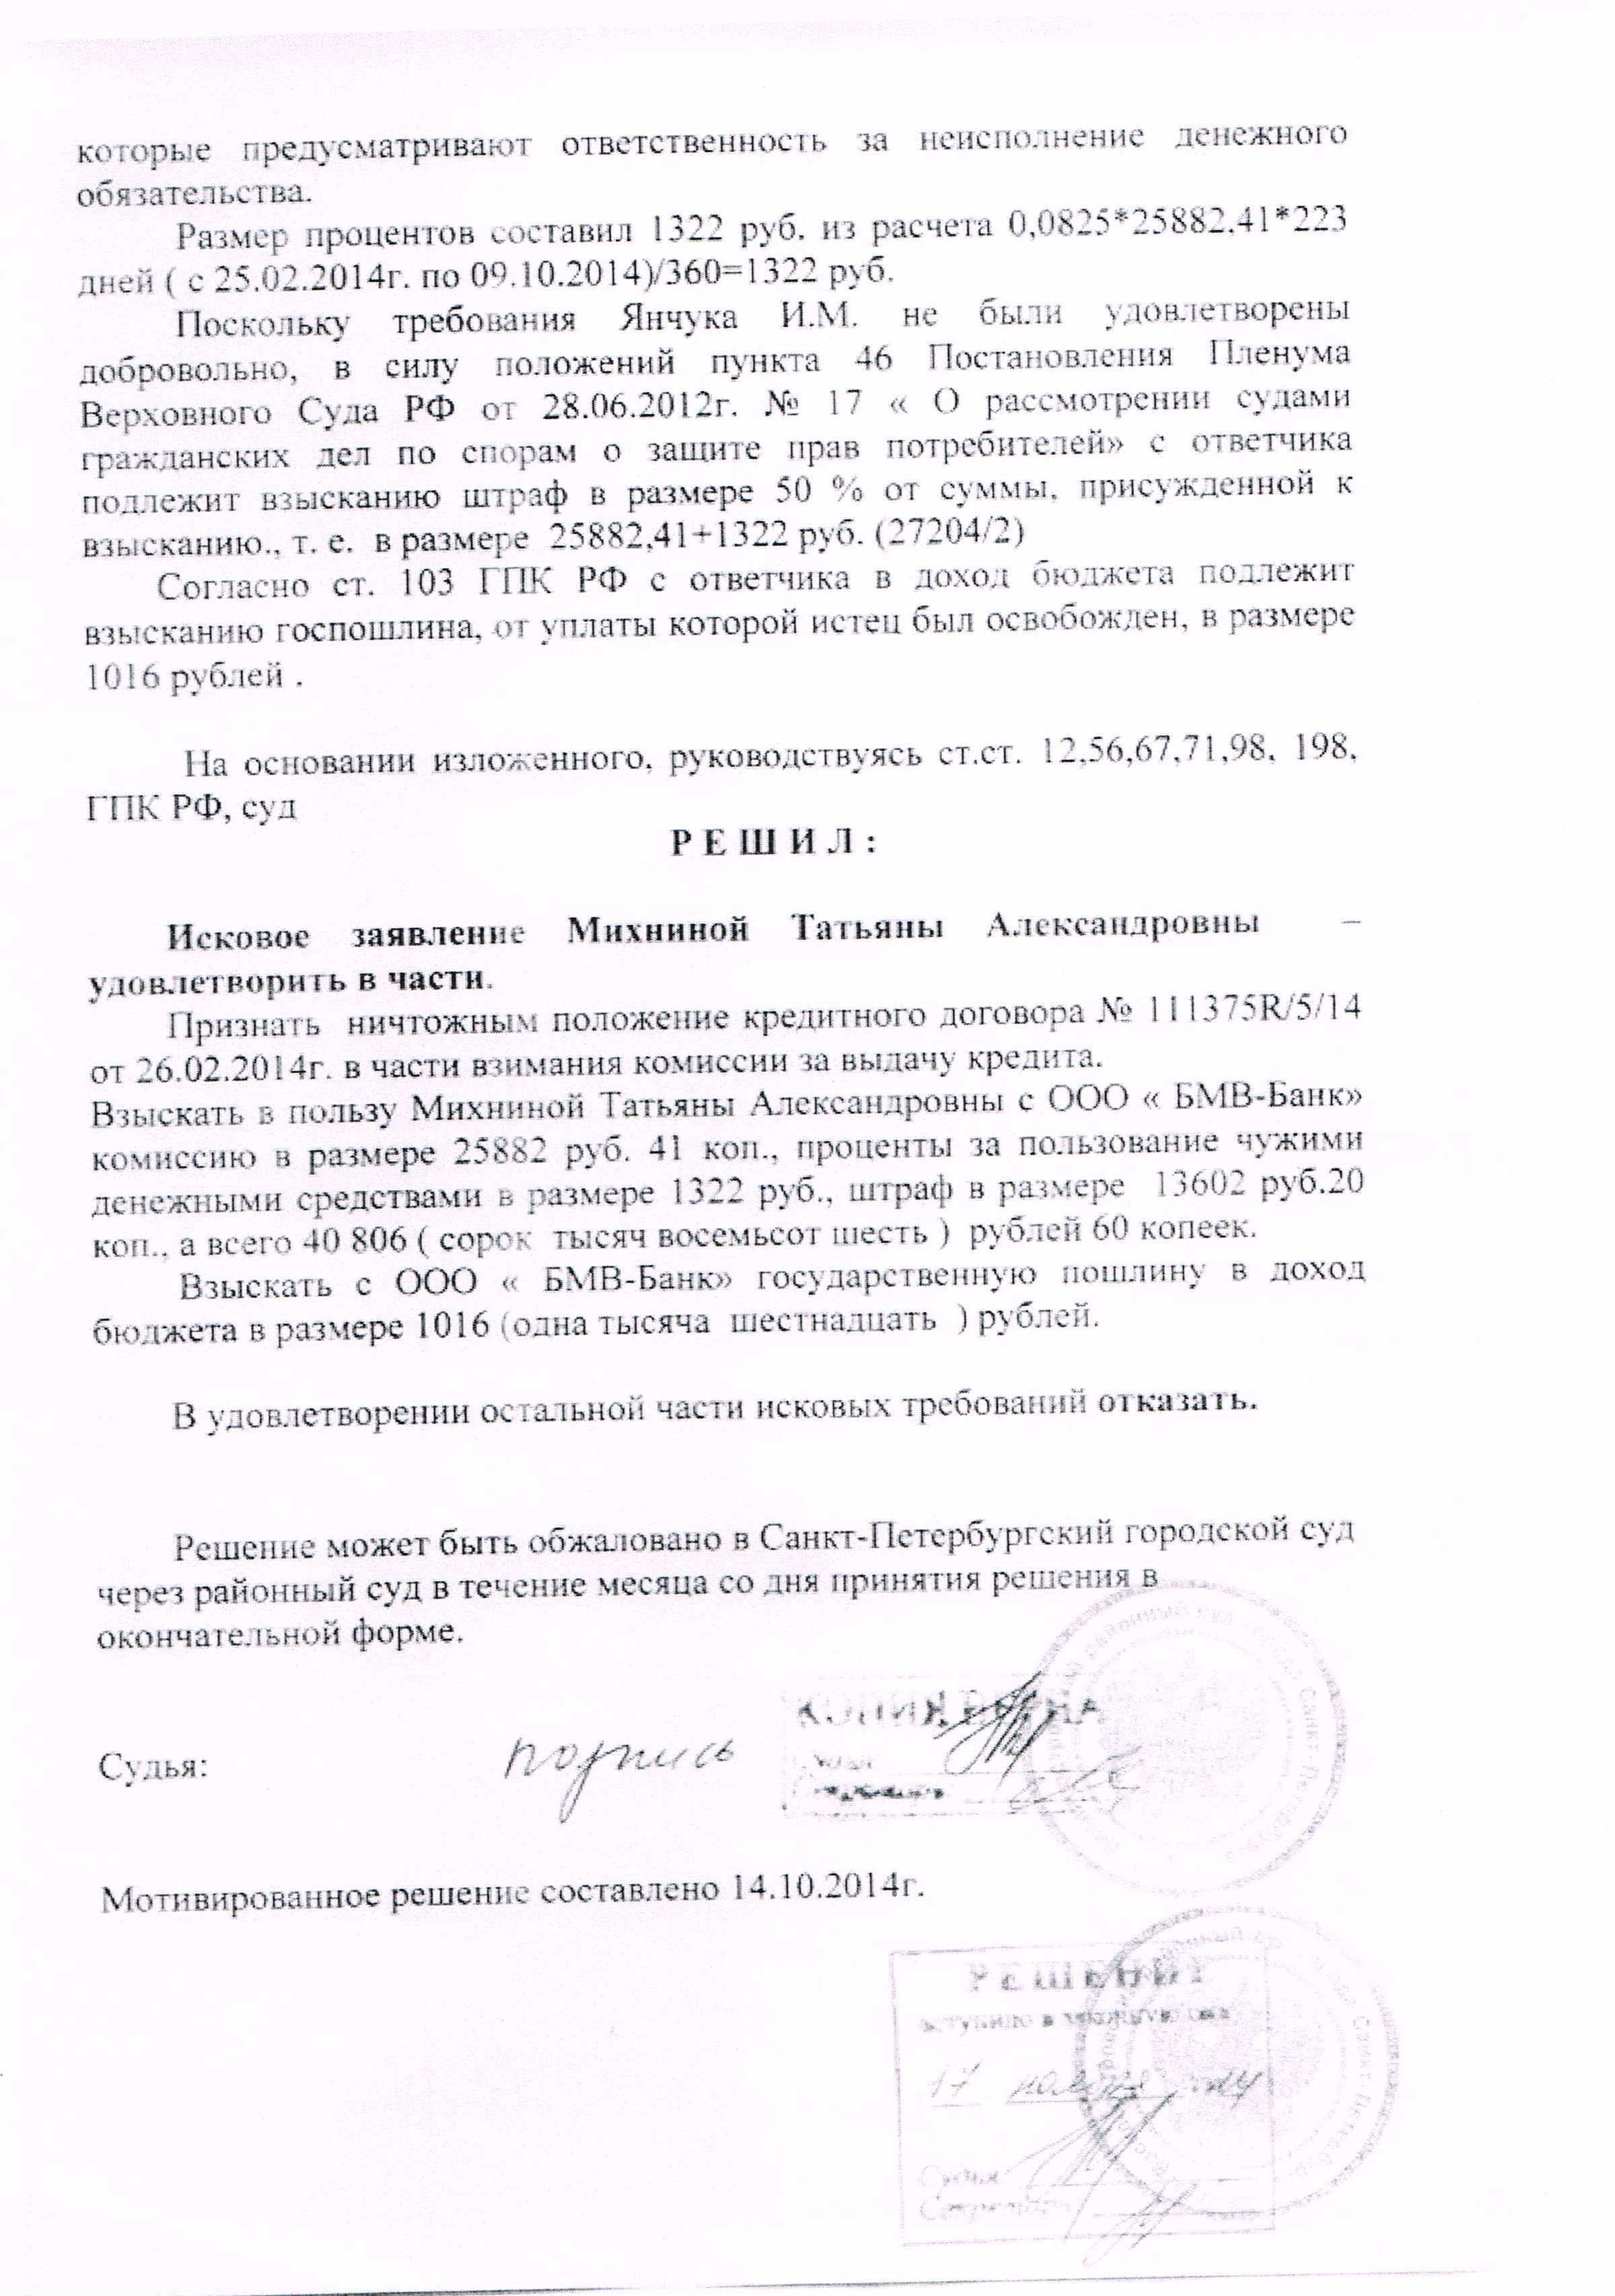 которые предусматривают ответственность за неисполнение денежного
обязательства.
Размер процентов составил 1322 руб. из расчета 0,0825*25882,41*223
дней ( с 25.02.2014г. по 09.10.2014)/360=1322 руб.
Поскольку требования Янчука И.М. не были удовлетворены
добровольно, в силу положений пункта 46 Постановления Пленума
Верховного Суда РФ от 28.06.2012г. № 17 « О рассмотрении судами
гражданских дел по спорам о защите прав потребителей» с ответчика
подлежит взысканию штраф в размере 50 % от суммы, присужденной к
взысканию., т. е. в размере 25882,41+1322 руб. (27204/2)
Согласно ст. 103 ГПК РФ с ответчика в доход бюджета подлежит
взысканию госпошлина, от уплаты которой истец был освобожден, в размере
1016 рублей .
На основании изложенного, руководствуясь ст.ст. 12,56,67,71,98, 198,
ГПК РФ, суд
Р Е Ш И Л :
Исковое заявление Михниной Татьяны Александровны –
удовлетворить в части.
Признать ничтожным положение кредитного договора № 111375R/5/14
от 26.02.2014г. в части взимания комиссии за выдачу кредита.
Взыскать в пользу Михниной Татьяны Александровны с ООО « БМВ-Банк»
комиссию в размере 25882 руб. 41 коп., проценты за пользование чужими
денежными средствами в размере 1322 руб., штраф в размере 13602 руб.20
коп., а всего 40 806 ( сорок тысяч восемьсот шесть ) рублей 60 копеек.
Взыскать с ООО « БМВ-Банк» государственную пошлину в доход
бюджета в размере 1016 (одна тысяча шестнадцать ) рублей.
В удовлетворении остальной части исковых требований отказать.
Решение может быть обжаловано в Санкт-Петербургский городской суд
через районный суд в течение месяца со дня принятия решения в
окончательной форме.
КОПИЯ ВЕРНА
Судья: подпись
Мотивированное решение составлено 14.10.2014г.
РЕШЕНИЕ
вступило в законную силу
17 ноября
Судья
Секретарь